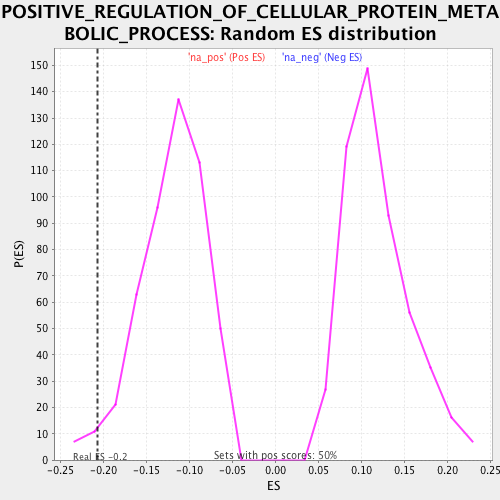 POSITIVE_REGULATION_OF_CELLULAR_PROTEIN_META
BOLIC_PROCESS: Random ES distribution
'na_pos' (Pos ES) 'na_neg' (Neg ES)
150
140
130
120
110
100
90
80
70
60
50
40
30
20
10
0
P(ES)
Real ES -0.2
Sets with pos scores: 50%
-0.25 -0.20 -0.15 -0.10 -0.05 0.00 0.05 0.10 0.15 0.20 0.25
ES